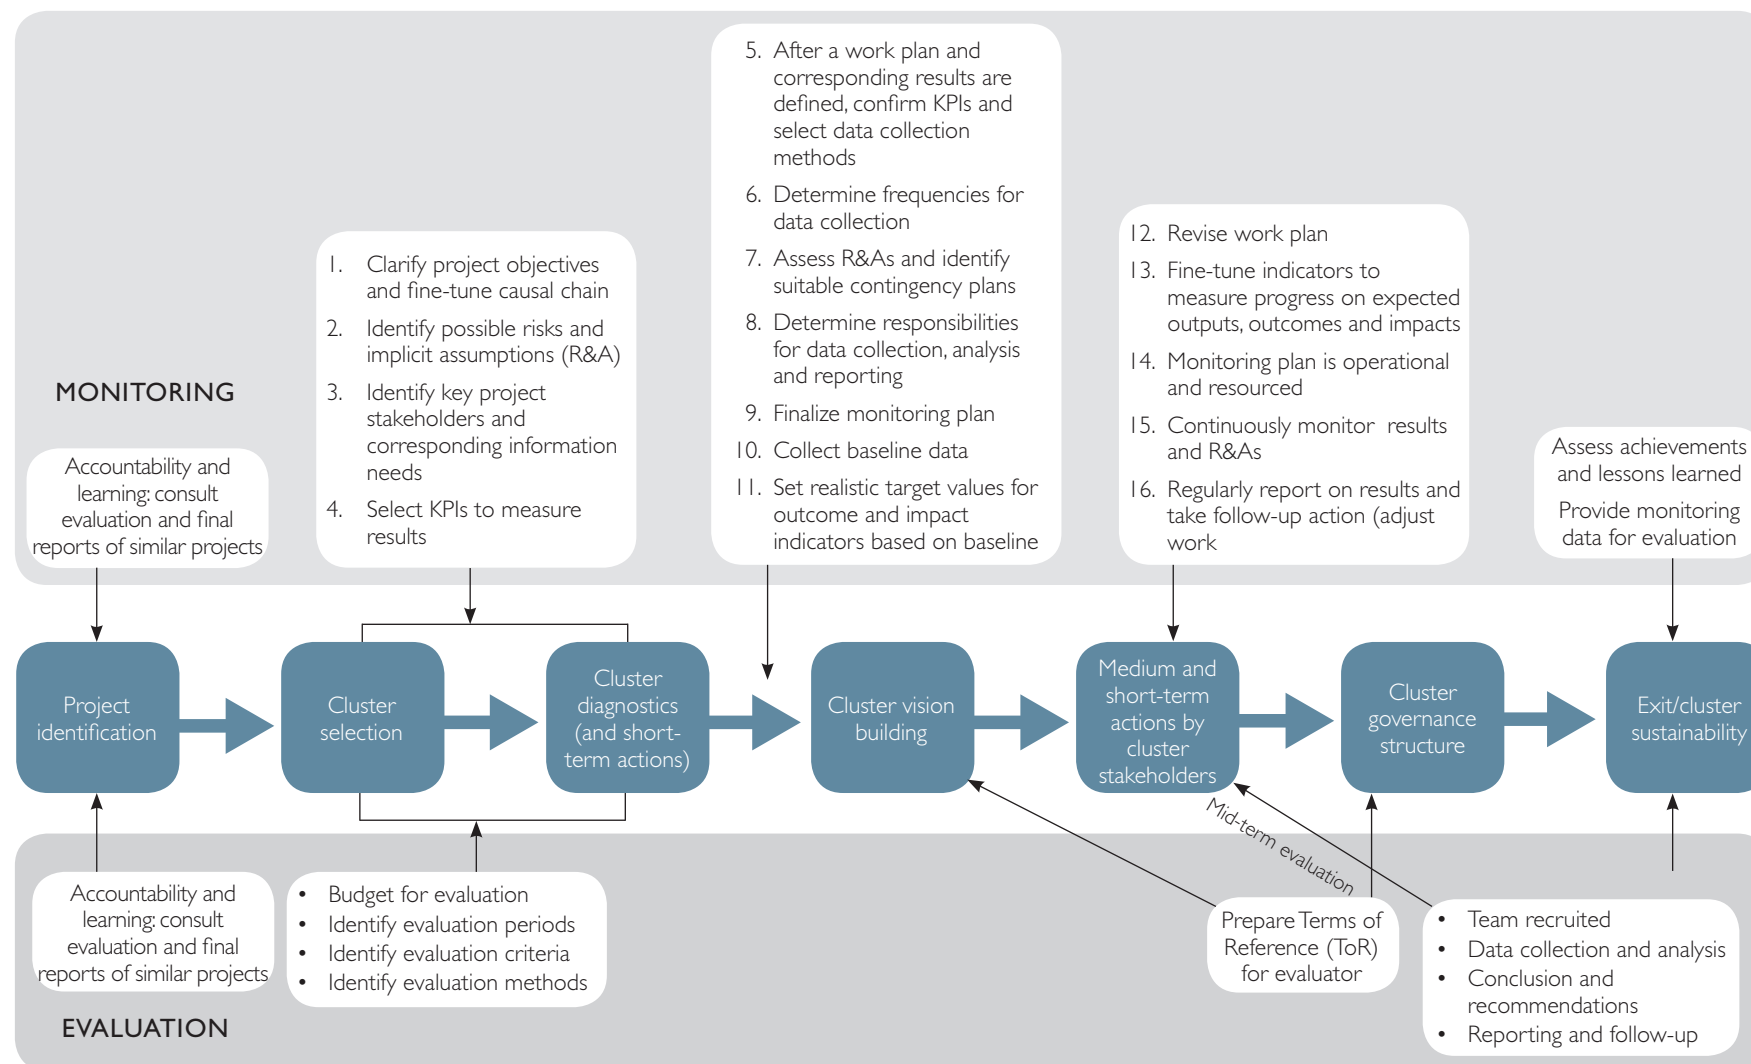 MONITORING
Accountability and
learning: consult
evaluation and final
reports of similar projects
1. Clarify project objectives
and fine-tune causal chain
2. Identify possible risks and
implicit assumptions (R&A)
3. Identify key project
stakeholders and
corresponding information
needs
4. Select KPIs to measure
results
5. After a work plan and
corresponding results are
defined, confirm KPIs and
select data collection
methods
6. Determine frequencies for
data collection
7. Assess R&As and identify
suitable contingency plans
8. Determine responsibilities
for data collection, analysis
and reporting
9. Finalize monitoring plan
10. Collect baseline data
11. Set realistic target values for
outcome and impact
indicators based on baseline
12. Revise work plan
13. Fine-tune indicators to
measure progress on expected
outputs, outcomes and impacts
14. Monitoring plan is operational
and resourced
15. Continuously monitor results
and R&As
16. Regularly report on results and
take follow-up action (adjust
work
Assess achievements
and lessons learned
Provide monitoring
data for evaluation
Project
identification
Cluster
selection
Cluster
diagnostics
(and short-
term actions)
Cluster vision
building
Medium and
short-term
actions by
cluster
stakeholders
Cluster
governance
structure
Exit/cluster
sustainability
Mid-term evaluation
Accountability and
learning: consult
evaluation and final
reports of similar projects
• Budget for evaluation
• Identify evaluation periods
• Identify evaluation criteria
• Identify evaluation methods
Prepare Terms of
Reference (ToR)
for evaluator
• Team recruited
• Data collection and analysis
• Conclusion and
recommendations
• Reporting and follow-up
EVALUATION